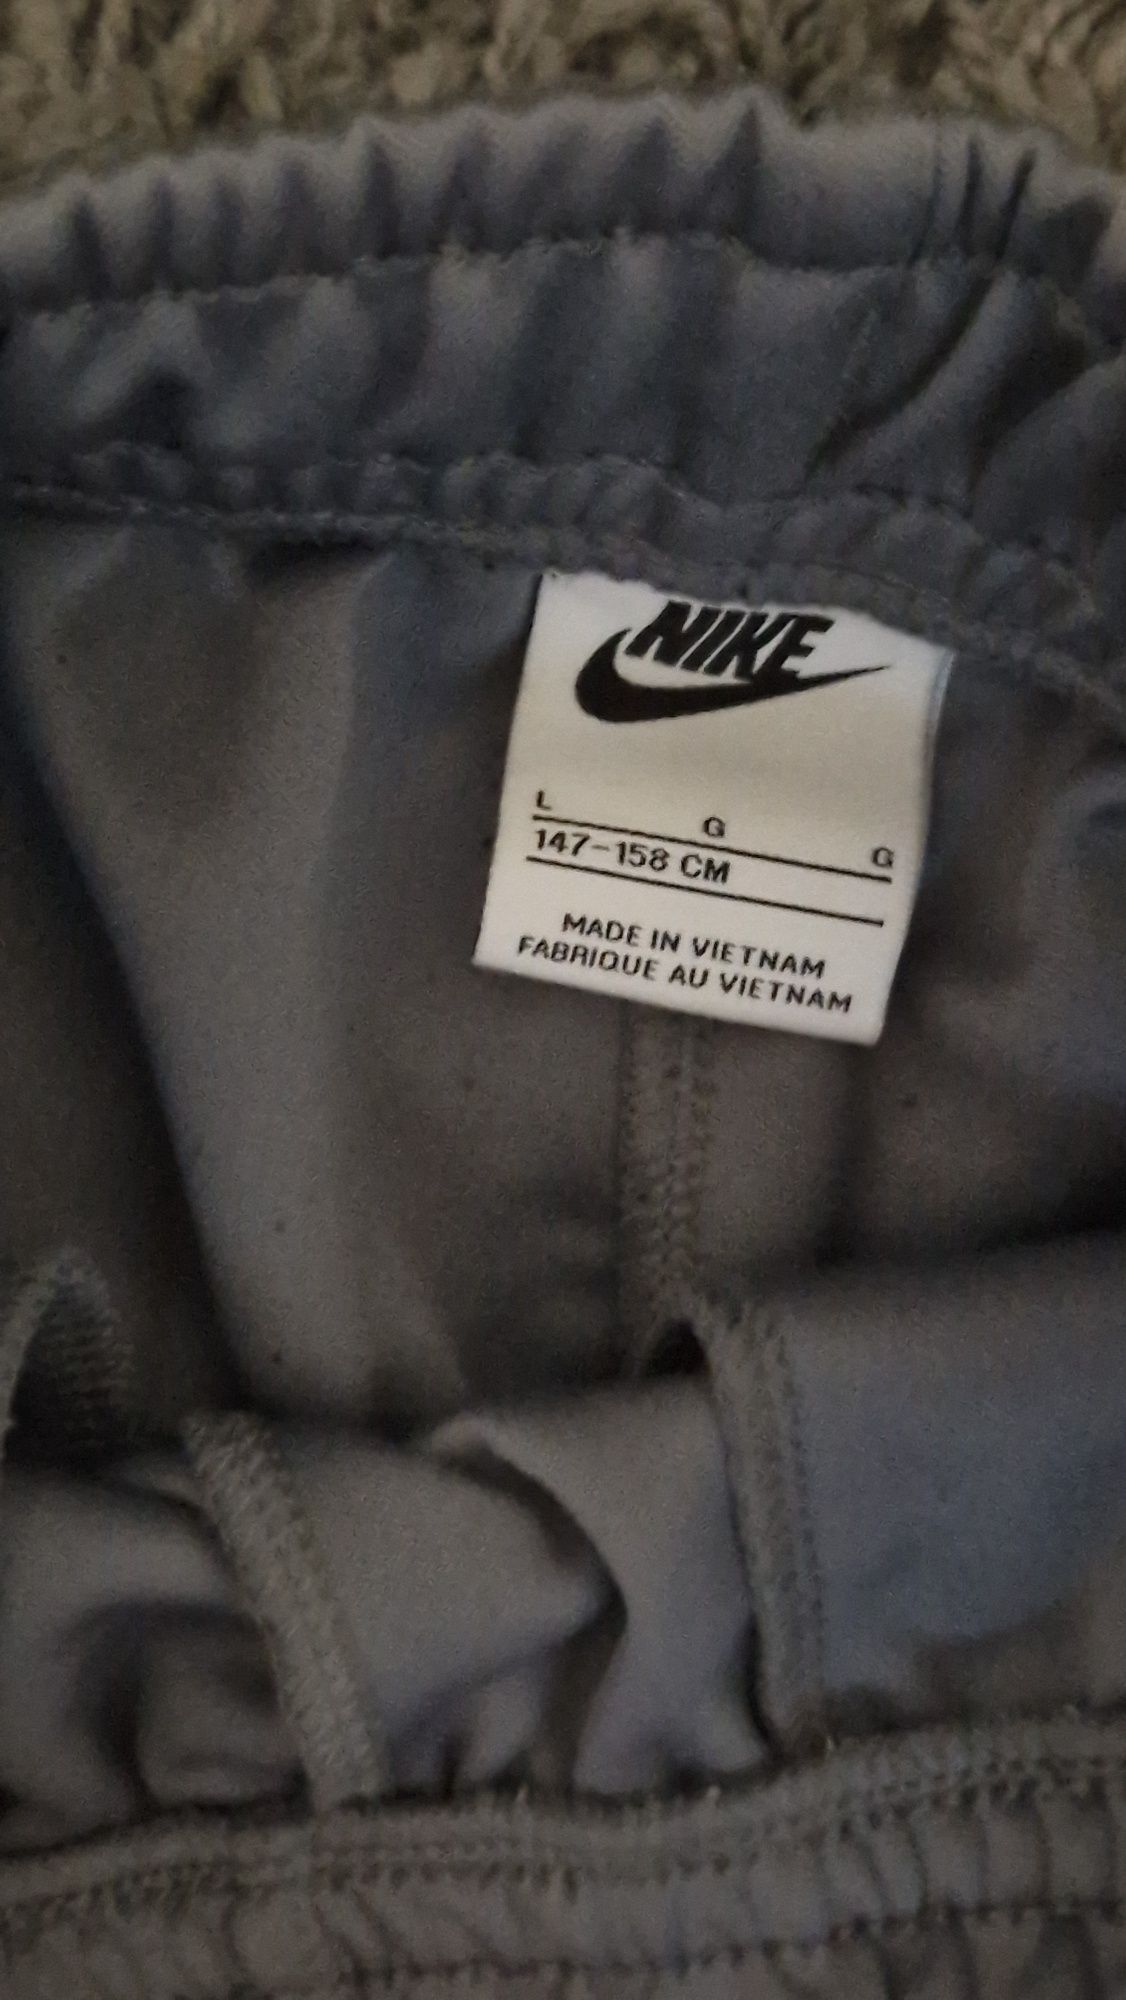 NIKE
L G G
147-158 CM
MADE IN VIETNAM
FABRIQUE AU VIETNAM